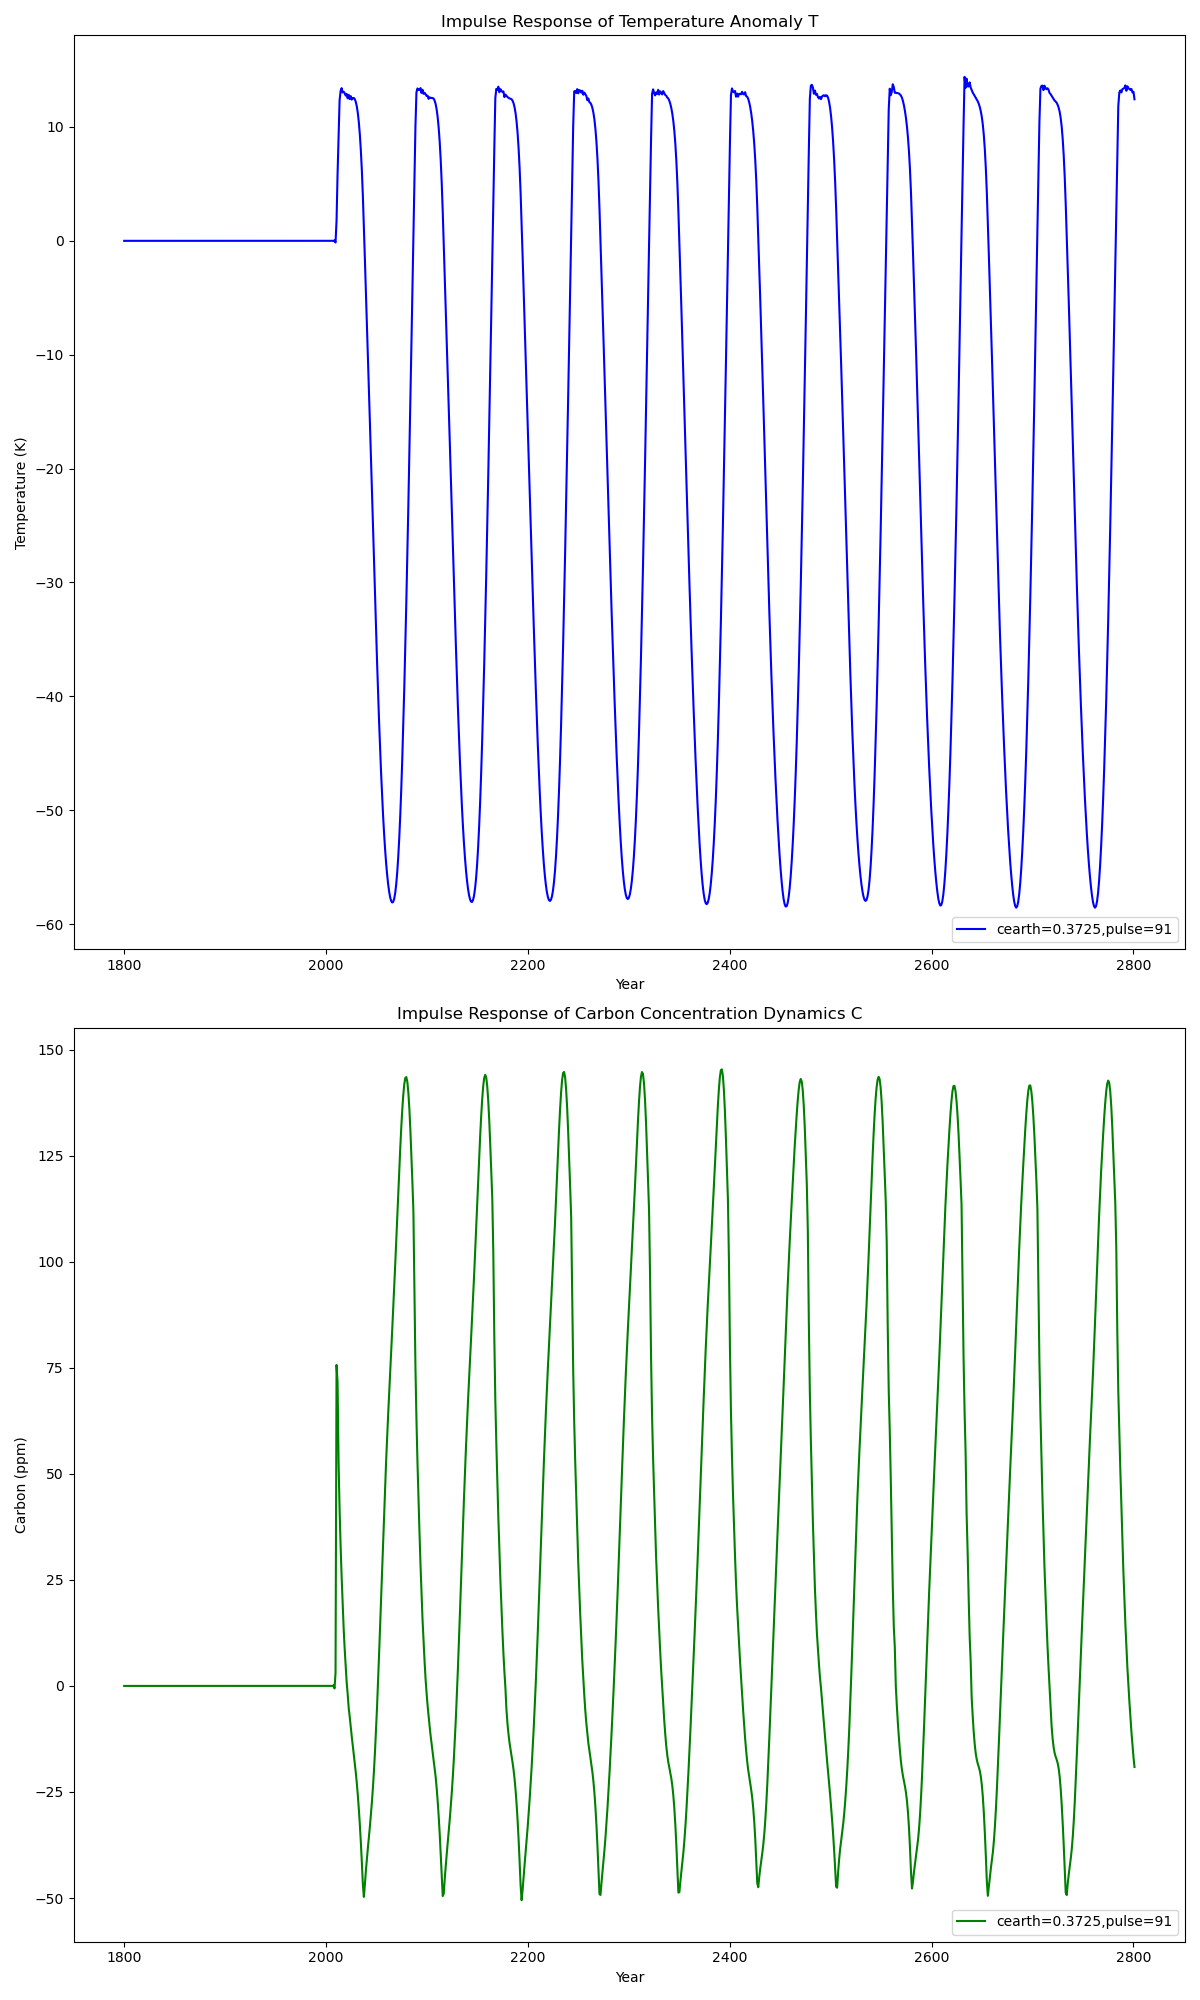 Impulse Response of Temperature Anomaly T
Temperature (K)
10
0
−10
−20
−30
−40
−50
−60
cearth=0.3725,pulse=91
1800 2000 2200 2400 2600 2800
Year
Impulse Response of Carbon Concentration Dynamics C
Carbon (ppm)
150
125
100
75
50
25
0
−25
−50
cearth=0.3725,pulse=91
1800 2000 2200 2400 2600 2800
Year